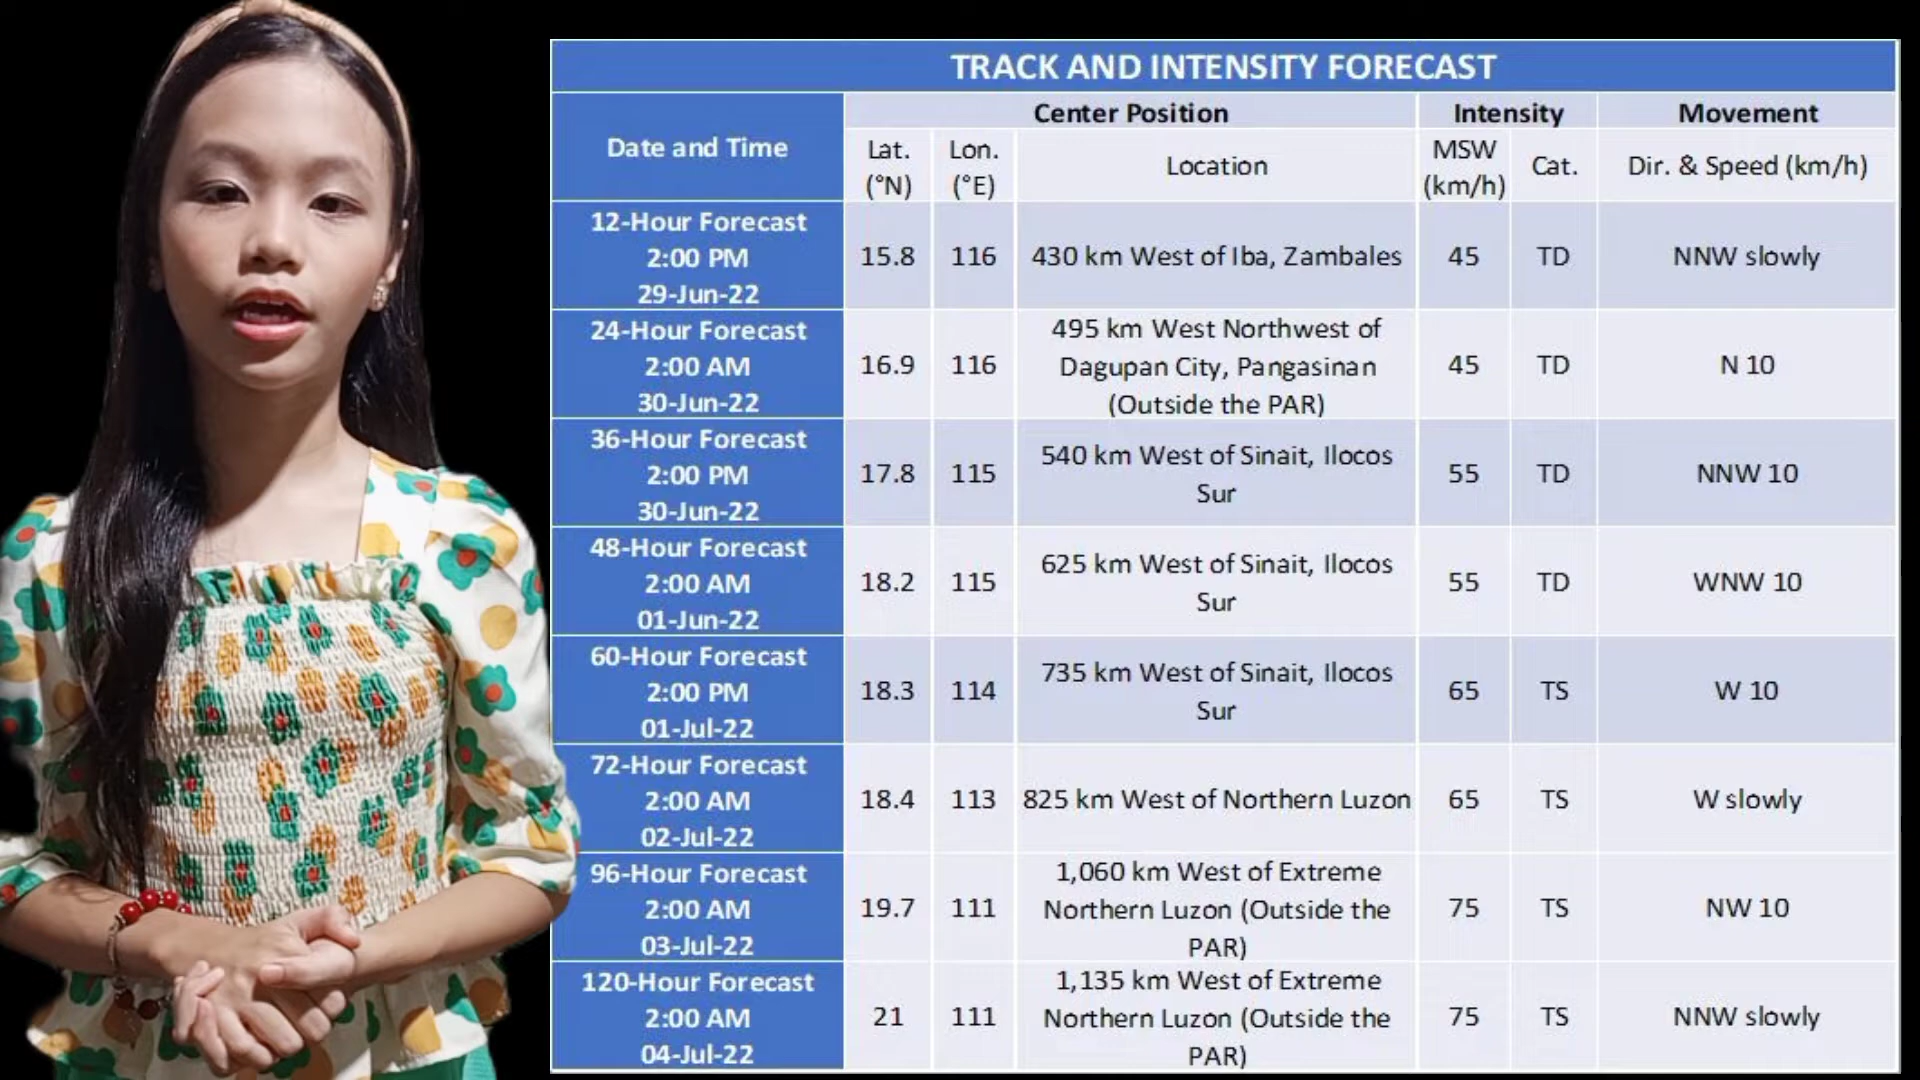 TRACK AND INTENSITY FORECAST
Date and Time
Center Position
Intensity
Movement
Lat.
(°N)
Lon.
(°E)
Location
MSW
(km/h)
Cat.
Dir. & Speed (km/h)
12-Hour Forecast
2:00 PM
29-Jun-22
15.8
116
430 km West of Iba, Zambales
45
TD
NNW slowly
24-Hour Forecast
2:00 AM
30-Jun-22
16.9
116
495 km West Northwest of
Dagupan City, Pangasinan
(Outside the PAR)
45
TD
N 10
36-Hour Forecast
2:00 PM
30-Jun-22
17.8
115
540 km West of Sinait, Ilocos
Sur
55
TD
NNW 10
48-Hour Forecast
2:00 AM
01-Jun-22
18.2
115
625 km West of Sinait, Ilocos
Sur
55
TD
WNW 10
60-Hour Forecast
2:00 PM
01-Jul-22
18.3
114
735 km West of Sinait, Ilocos
Sur
65
TS
W 10
72-Hour Forecast
2:00 AM
02-Jul-22
18.4
113
825 km West of Northern Luzon
65
TS
W slowly
96-Hour Forecast
2:00 AM
03-Jul-22
19.7
111
1,060 km West of Extreme
Northern Luzon (Outside the
PAR)
75
TS
NW 10
120-Hour Forecast
2:00 AM
04-Jul-22
21
111
1,135 km West of Extreme
Northern Luzon (Outside the
PAR)
75
TS
NNW slowly